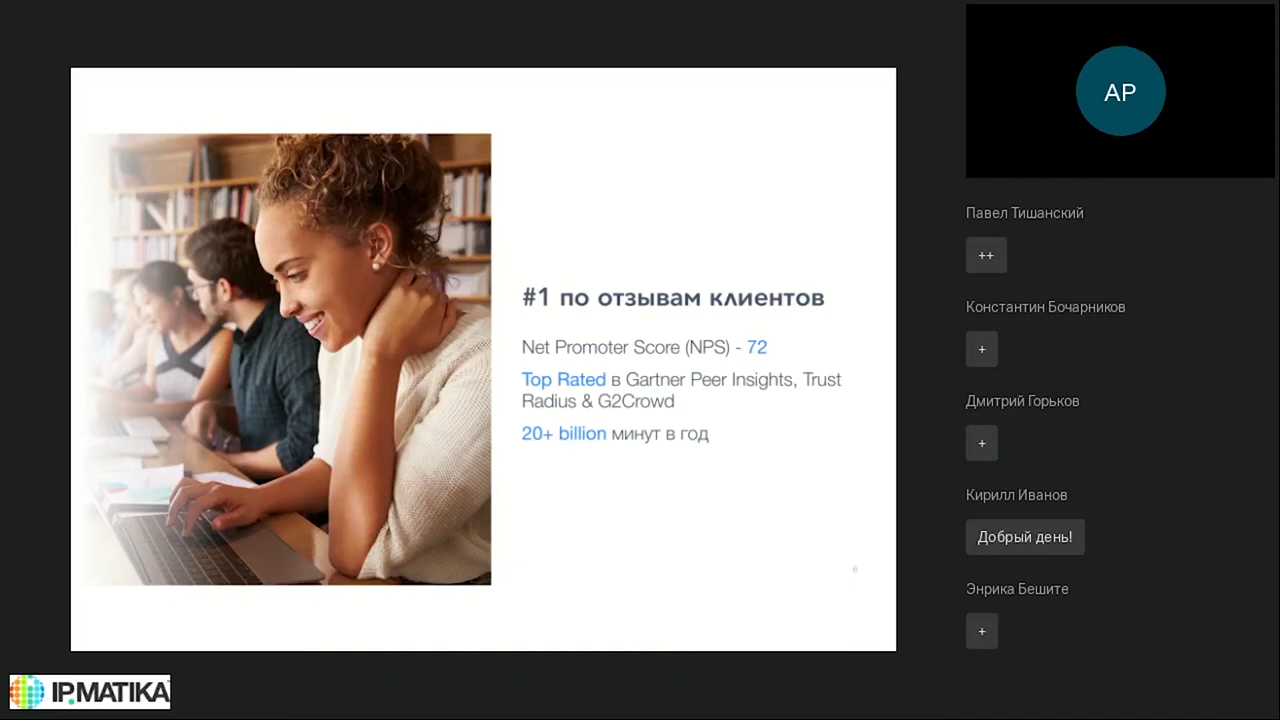 #1 по отзывам клиентов
Net Promoter Score (NPS) - 72
Top Rated в Gartner Peer Insights, Trust
Radius & G2Crowd
20+ billion минут в год
6
IPMATIKA
AP
Павел Тишанский
++
Константин Бочарников
+
Дмитрий Горьков
+
Кирилл Иванов
Добрый день!
Энрика Бешите
+